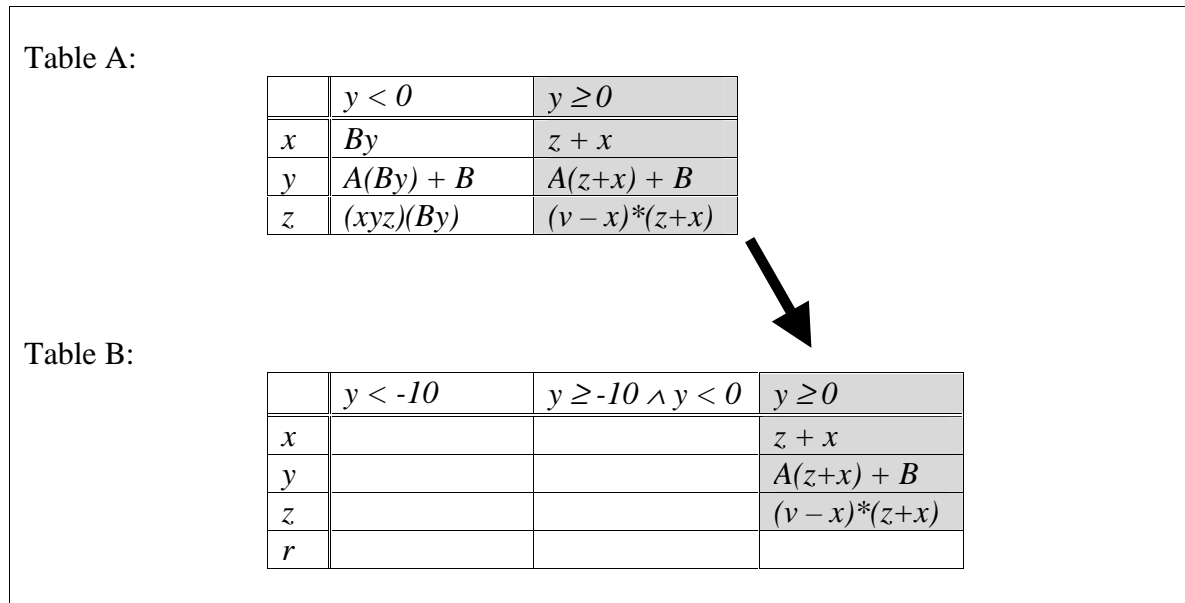 Table A:
y < 0 y ≥ 0
x By z + x
y A(By) + B A(z+x) + B
z (xyz)(By) (v – x)*(z+x)
Table B:
y < -10 y ≥ -10 ∧ y < 0 y ≥ 0
x z + x
y A(z+x) + B
z (v – x)*(z+x)
r